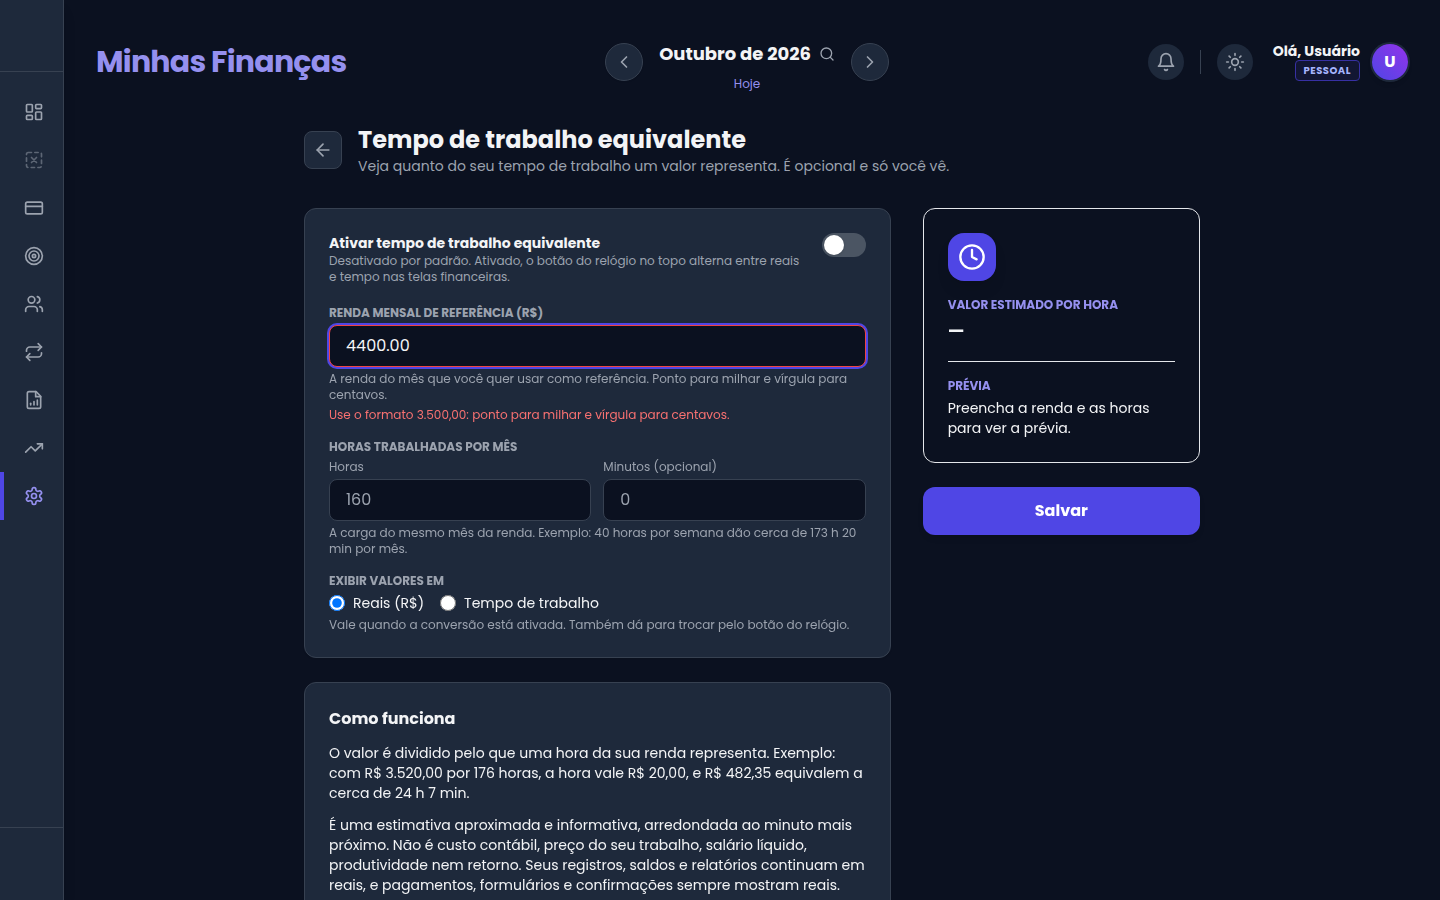 Minhas Finanças
Outubro de 2026
Hoje
Olá, Usuário
PESSOAL
U
Tempo de trabalho equivalente
Veja quanto do seu tempo de trabalho um valor representa. É opcional e só você vê.
Ativar tempo de trabalho equivalente
Desativado por padrão. Ativado, o botão do relógio no topo alterna entre reais
e tempo nas telas financeiras.
RENDA MENSAL DE REFERÊNCIA (R$)
4400.00
A renda do mês que você quer usar como referência. Ponto para milhar e vírgula para
centavos.
Use o formato 3.500,00: ponto para milhar e vírgula para centavos.
HORAS TRABALHADAS POR MÊS
Horas
Minutos (opcional)
160
0
A carga do mesmo mês da renda. Exemplo: 40 horas por semana dão cerca de 173 h 20
min por mês.
EXIBIR VALORES EM
Reais (R$)
Tempo de trabalho
Vale quando a conversão está ativada. Também dá para trocar pelo botão do relógio.
VALOR ESTIMADO POR HORA
—
PRÉVIA
Preencha a renda e as horas
para ver a prévia.
Salvar
Como funciona
O valor é dividido pelo que uma hora da sua renda representa. Exemplo:
com R$ 3.520,00 por 176 horas, a hora vale R$ 20,00, e R$ 482,35 equivalem a
cerca de 24 h 7 min.
É uma estimativa aproximada e informativa, arredondada ao minuto mais
próximo. Não é custo contábil, preço do seu trabalho, salário líquido,
produtividade nem retorno. Seus registros, saldos e relatórios continuam em
reais, e pagamentos, formulários e confirmações sempre mostram reais.